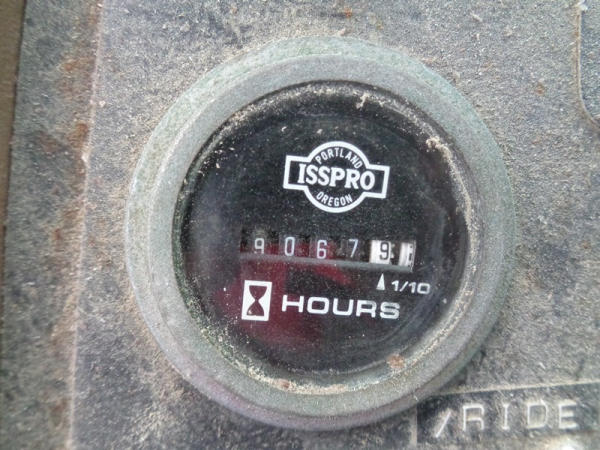 PORTLAND
ISSPRO
OREGON
90679
1/10
HOURS
/RIDE